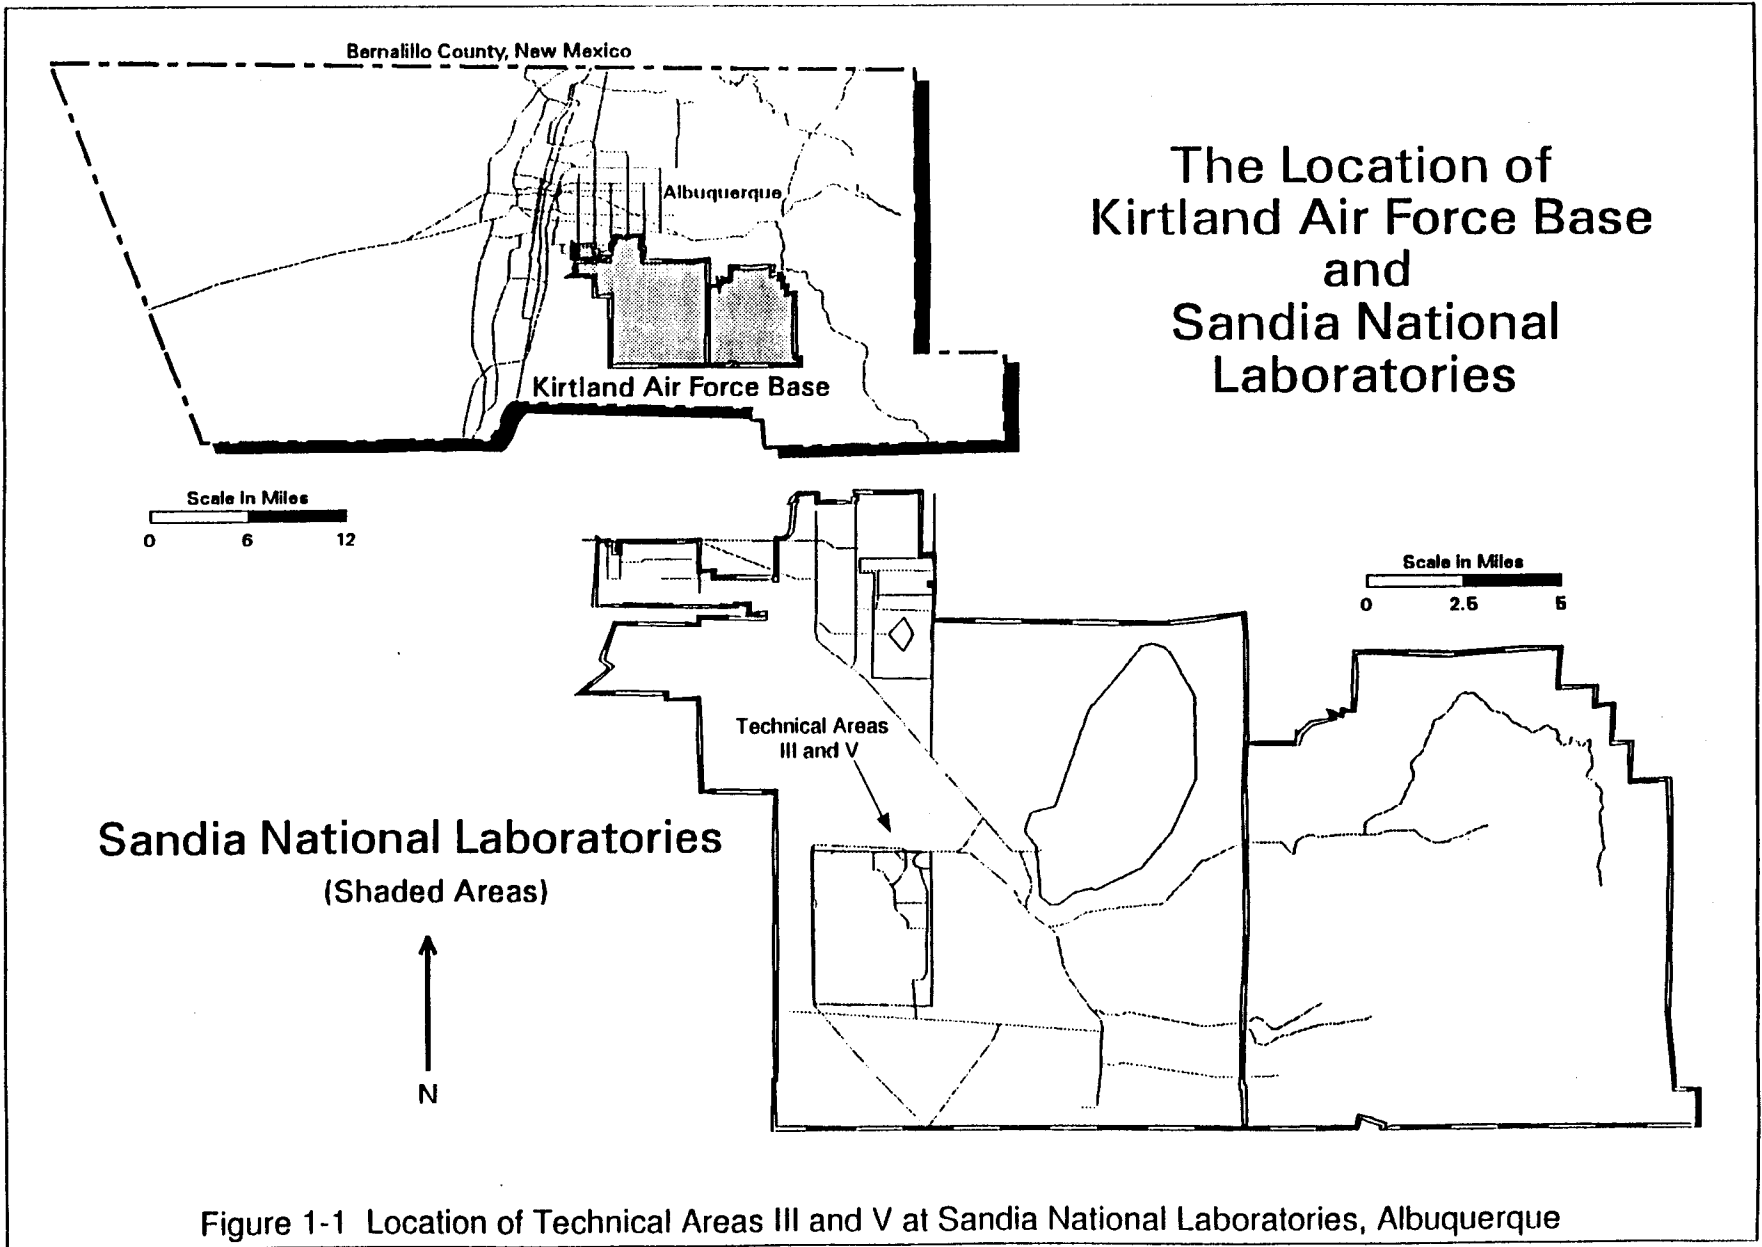 Bernalillo County, New Mexico
Albuquerque
Kirtland Air Force Base
The Location of
Kirtland Air Force Base
and
Sandia National
Laboratories
Scale In Miles
0 6 12
Scale in Miles
0 2.5 5
Technical Areas
III and V
Sandia National Laboratories
(Shaded Areas)
N
Figure 1-1 Location of Technical Areas III and V at Sandia National Laboratories, Albuquerque